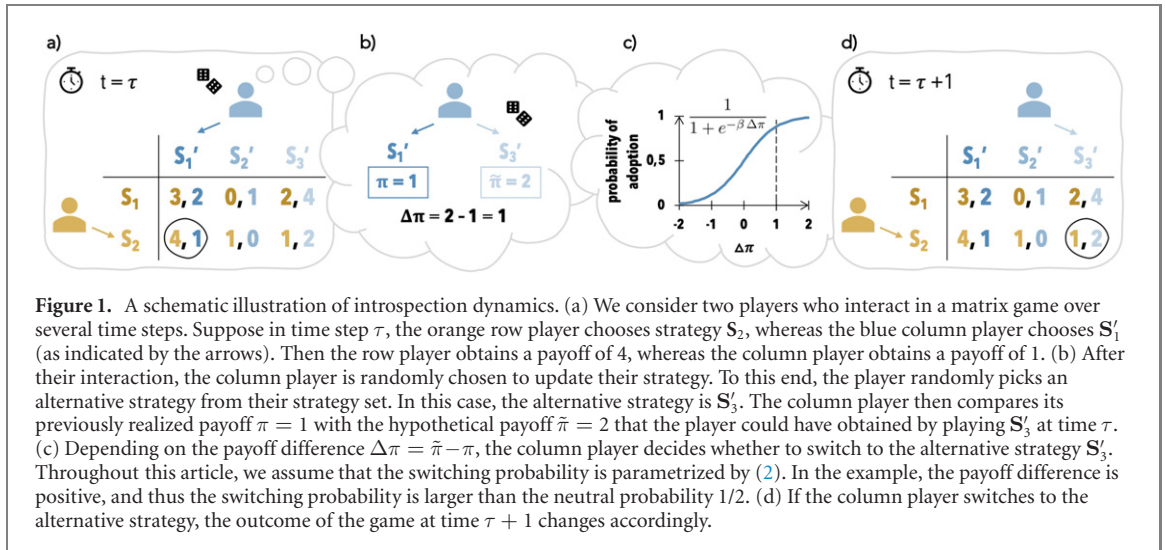 a)
t = τ
S₁′ S₂′ S₃′
S₁ 3, 2 0, 1 2, 4
S₂ 4, 1 1, 0 1, 2
b)
S₁′ S₃′
π = 1 π̃ = 2
Δπ = 2 - 1 = 1
c)
probability of
adoption
1
0,5
0
1
1 + e^{-β Δπ}
-2 -1 0 1 2
Δπ
d)
t = τ +1
S₁′ S₂′ S₃′
S₁ 3, 2 0, 1 2, 4
S₂ 4, 1 1, 0 1, 2
Figure 1. A schematic illustration of introspection dynamics. (a) We consider two players who interact in a matrix game over
several time steps. Suppose in time step τ, the orange row player chooses strategy S₂, whereas the blue column player chooses S′₁
(as indicated by the arrows). Then the row player obtains a payoff of 4, whereas the column player obtains a payoff of 1. (b) After
their interaction, the column player is randomly chosen to update their strategy. To this end, the player randomly picks an
alternative strategy from their strategy set. In this case, the alternative strategy is S′₃. The column player then compares its
previously realized payoff π = 1 with the hypothetical payoff π̃ = 2 that the player could have obtained by playing S′₃ at time τ.
(c) Depending on the payoff difference Δπ = π̃−π, the column player decides whether to switch to the alternative strategy S′₃.
Throughout this article, we assume that the switching probability is parametrized by (2). In the example, the payoff difference is
positive, and thus the switching probability is larger than the neutral probability 1/2. (d) If the column player switches to the
alternative strategy, the outcome of the game at time τ + 1 changes accordingly.